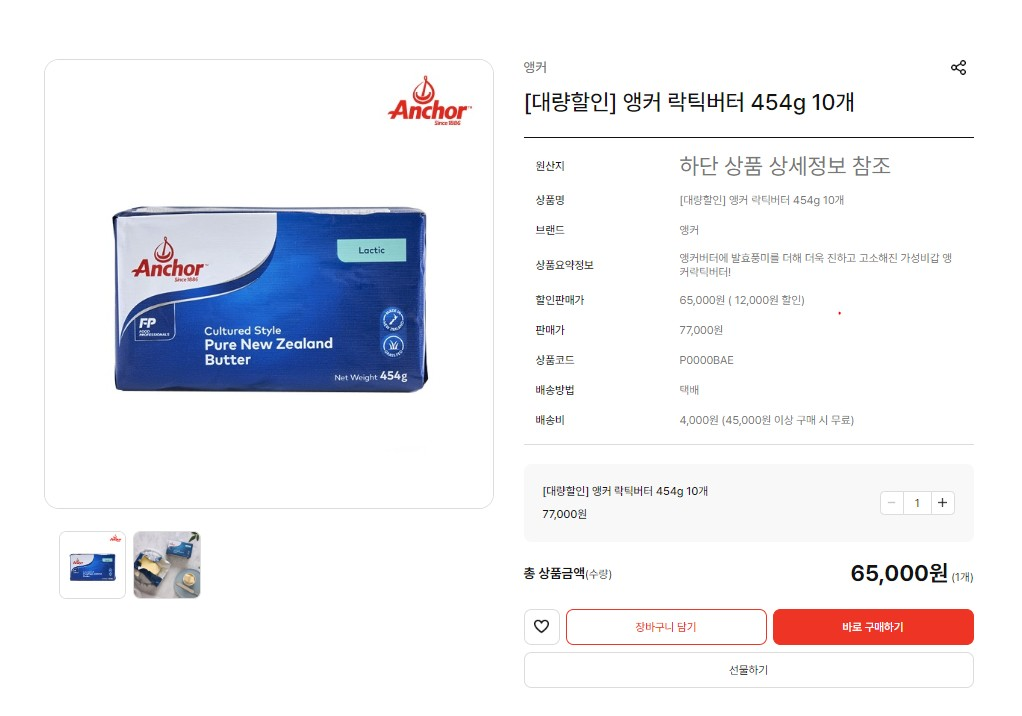 Anchor
Since 1886
Anchor
Since 1886
Lactic
F-P
FOOD
PROFESSIONALS
Cultured Style
Pure New Zealand
Butter
Net Weight 454g
앵커
[대량할인] 앵커 락틱버터 454g 10개
원산지 하단 상품 상세정보 참조
상품명 [대량할인] 앵커 락틱버터 454g 10개
브랜드 앵커
상품요약정보 앵커버터에 발효풍미를 더해 더욱 진하고 고소해진 가성비갑 앵
커락틱버터!
할인판매가 65,000원 ( 12,000원 할인)
판매가 77,000원
상품코드 P0000BAE
배송방법 택배
배송비 4,000원 (45,000원 이상 구매 시 무료)
[대량할인] 앵커 락틱버터 454g 10개
77,000원
1
총 상품금액(수량) 65,000원 (1개)
장바구니 담기
바로 구매하기
선물하기